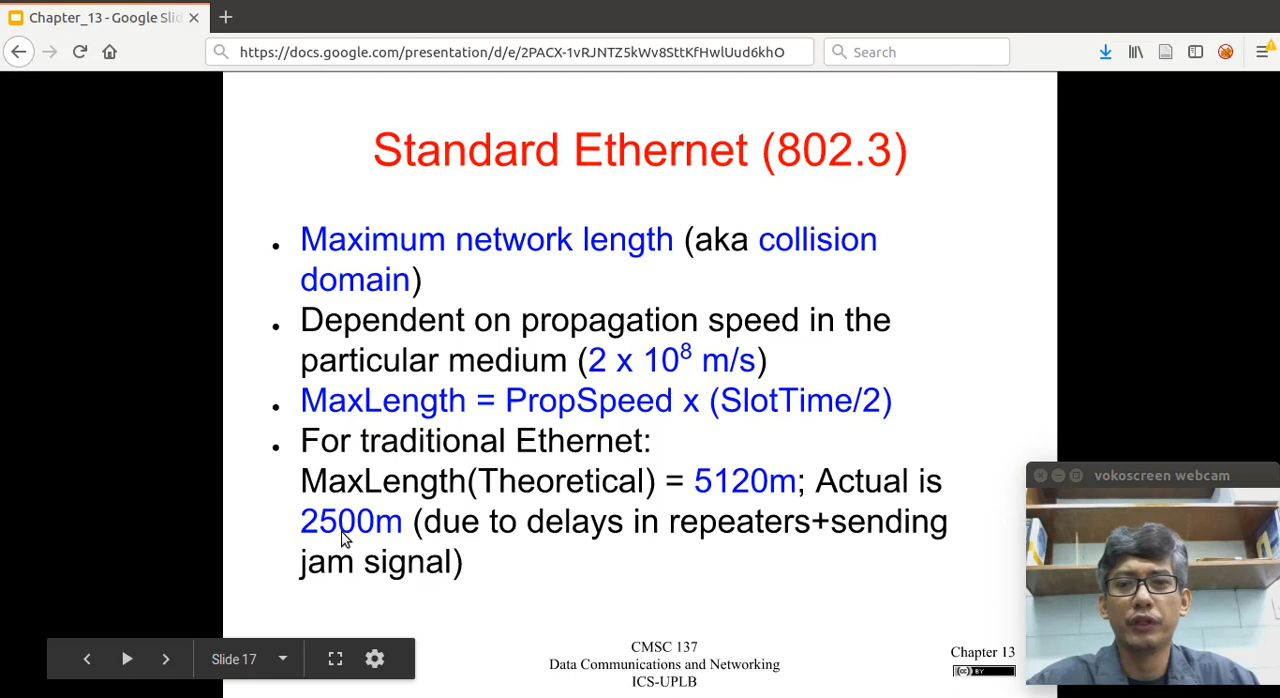 Chapter_13 - Google Slid
https://docs.google.com/presentation/d/e/2PACX-1vRJNTZ5kWv8SttKfHwlUud6khO
Search
Standard Ethernet (802.3)
Maximum network length (aka collision
domain)
Dependent on propagation speed in the
particular medium (2 x 10⁸ m/s)
MaxLength = PropSpeed x (SlotTime/2)
For traditional Ethernet:
MaxLength(Theoretical) = 5120m; Actual is
2500m (due to delays in repeaters+sending
jam signal)
vokoscreen webcam
Slide 17
CMSC 137
Data Communications and Networking
ICS-UPLB
Chapter 13
(cc) BY